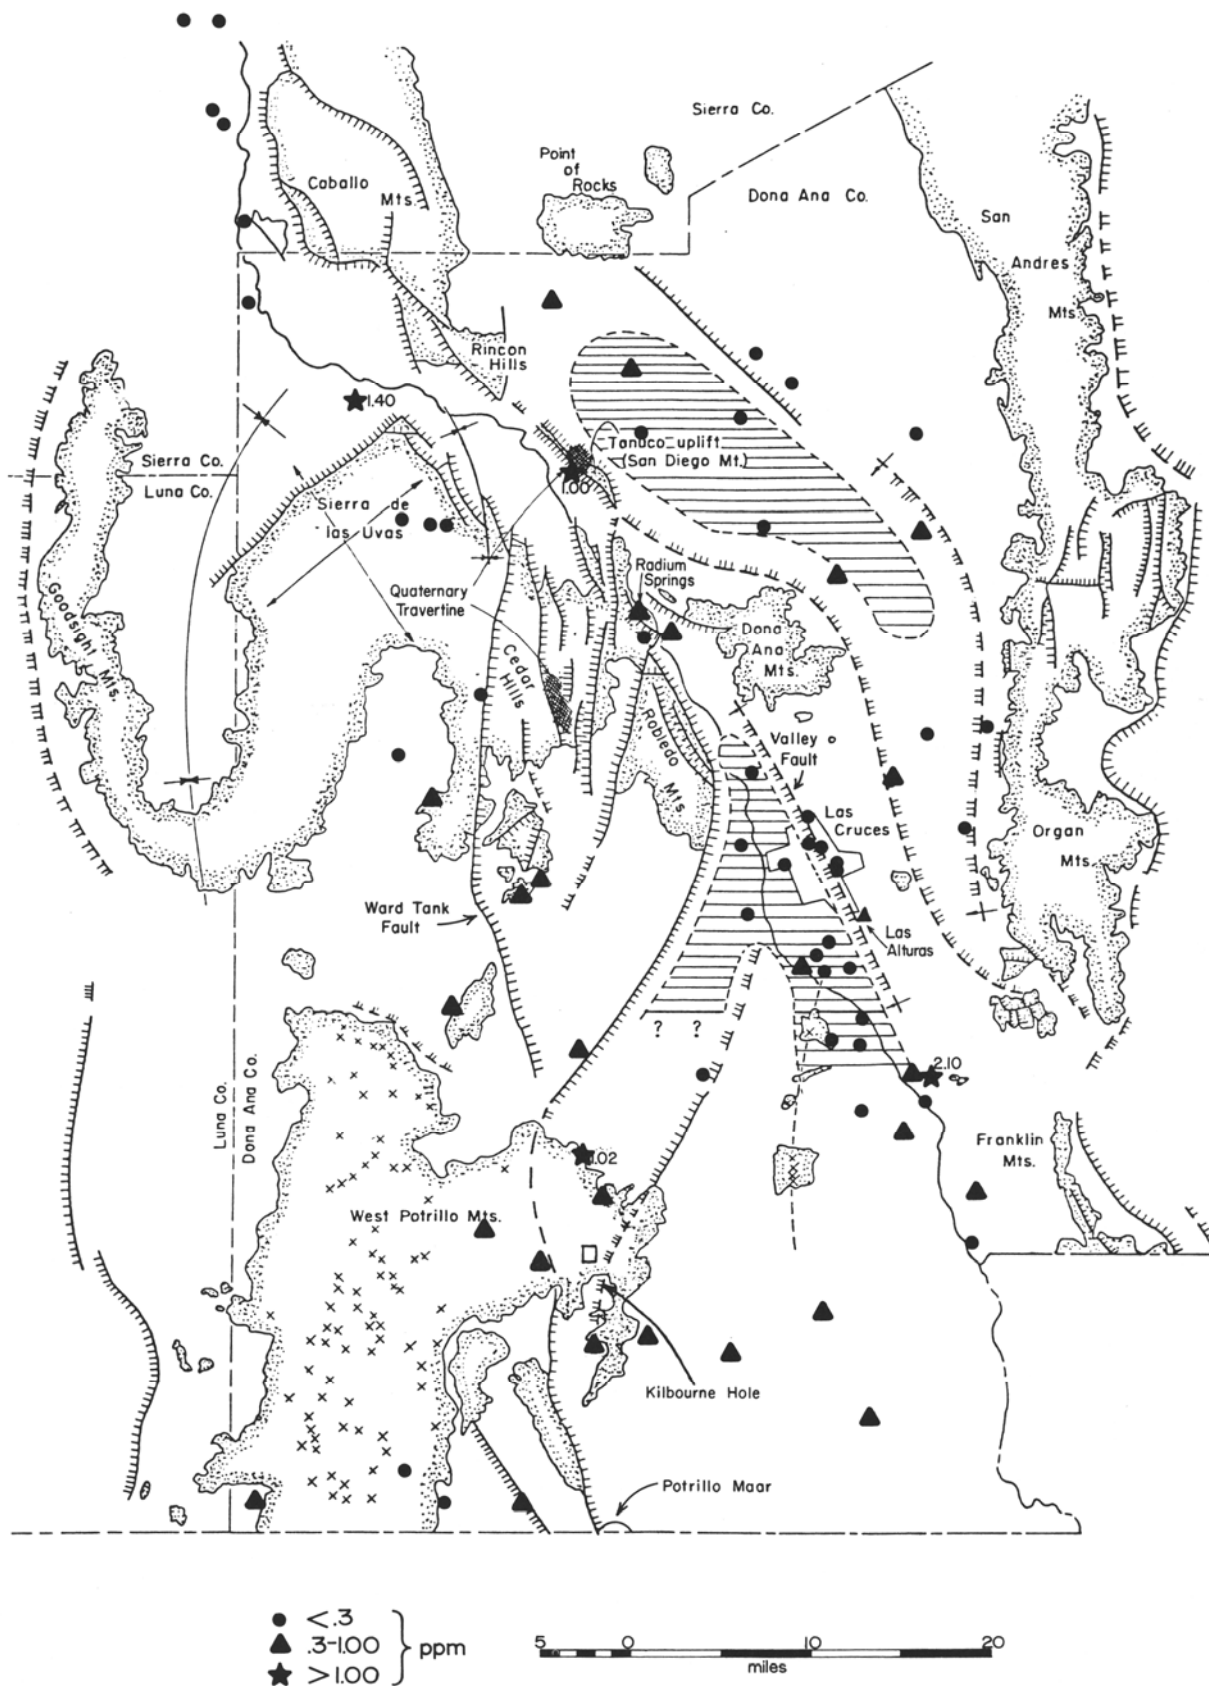 Sierra Co.
Point
of
Rocks
Dona Ana Co.
Caballo
Mts.
San
Andres
Mts.
Rincon
Hills
1.40
Tonuco uplift
(San Diego Mt.)
1.00
Sierra Co.
Luna Co.
Sierra de
las Uvas
Quaternary
Travertine
Radium
Springs
Goodsight Mts.
Dona
Ana
Mts.
Cedar
Hills
Robledo
Mts.
Valley
Fault
Las
Cruces
Organ
Mts.
Ward Tank
Fault
Las
Alturas
? ?
Luna Co.
Dona Ana Co.
2.10
Franklin
Mts.
West Potrillo Mts.
Kilbourne Hole
Potrillo Maar
<.3
.3-1.00
>1.00
ppm
5 0 10 20
miles